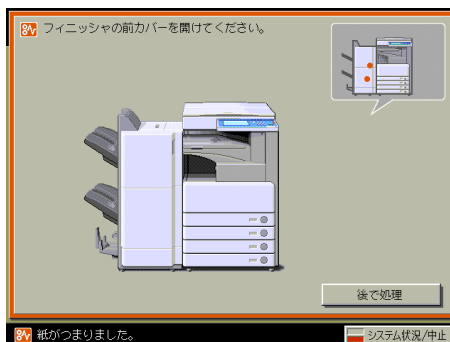 フィニッシャの前カバーを開けてください。
後で処理
紙がつまりました。
システム状況/中止